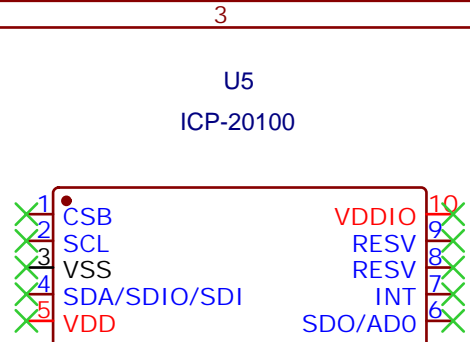 3
U5
ICP-20100
1 CSB VDDIO 10
2 SCL RESV 9
3 VSS RESV 8
4 SDA/SDIO/SDI INT 7
5 VDD SDO/AD0 6